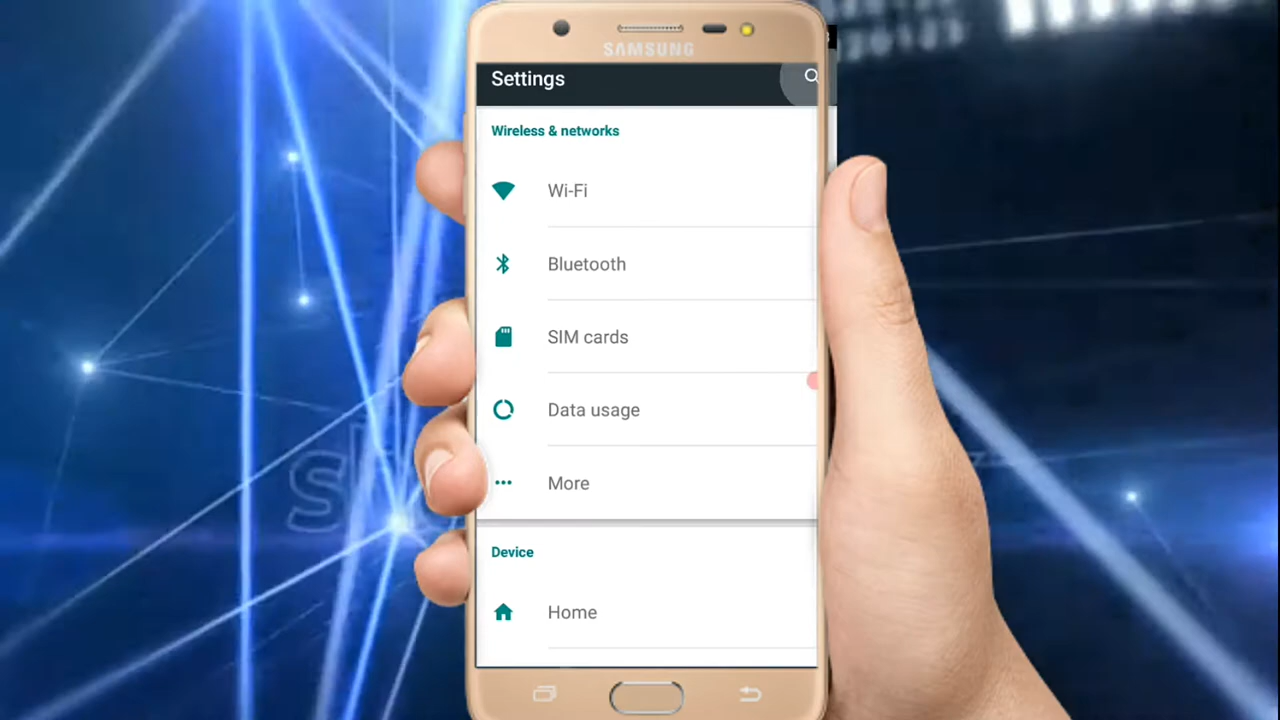 SAMSUNG
Settings
Wireless & networks
Wi-Fi
Bluetooth
SIM cards
Data usage
More
Device
Home